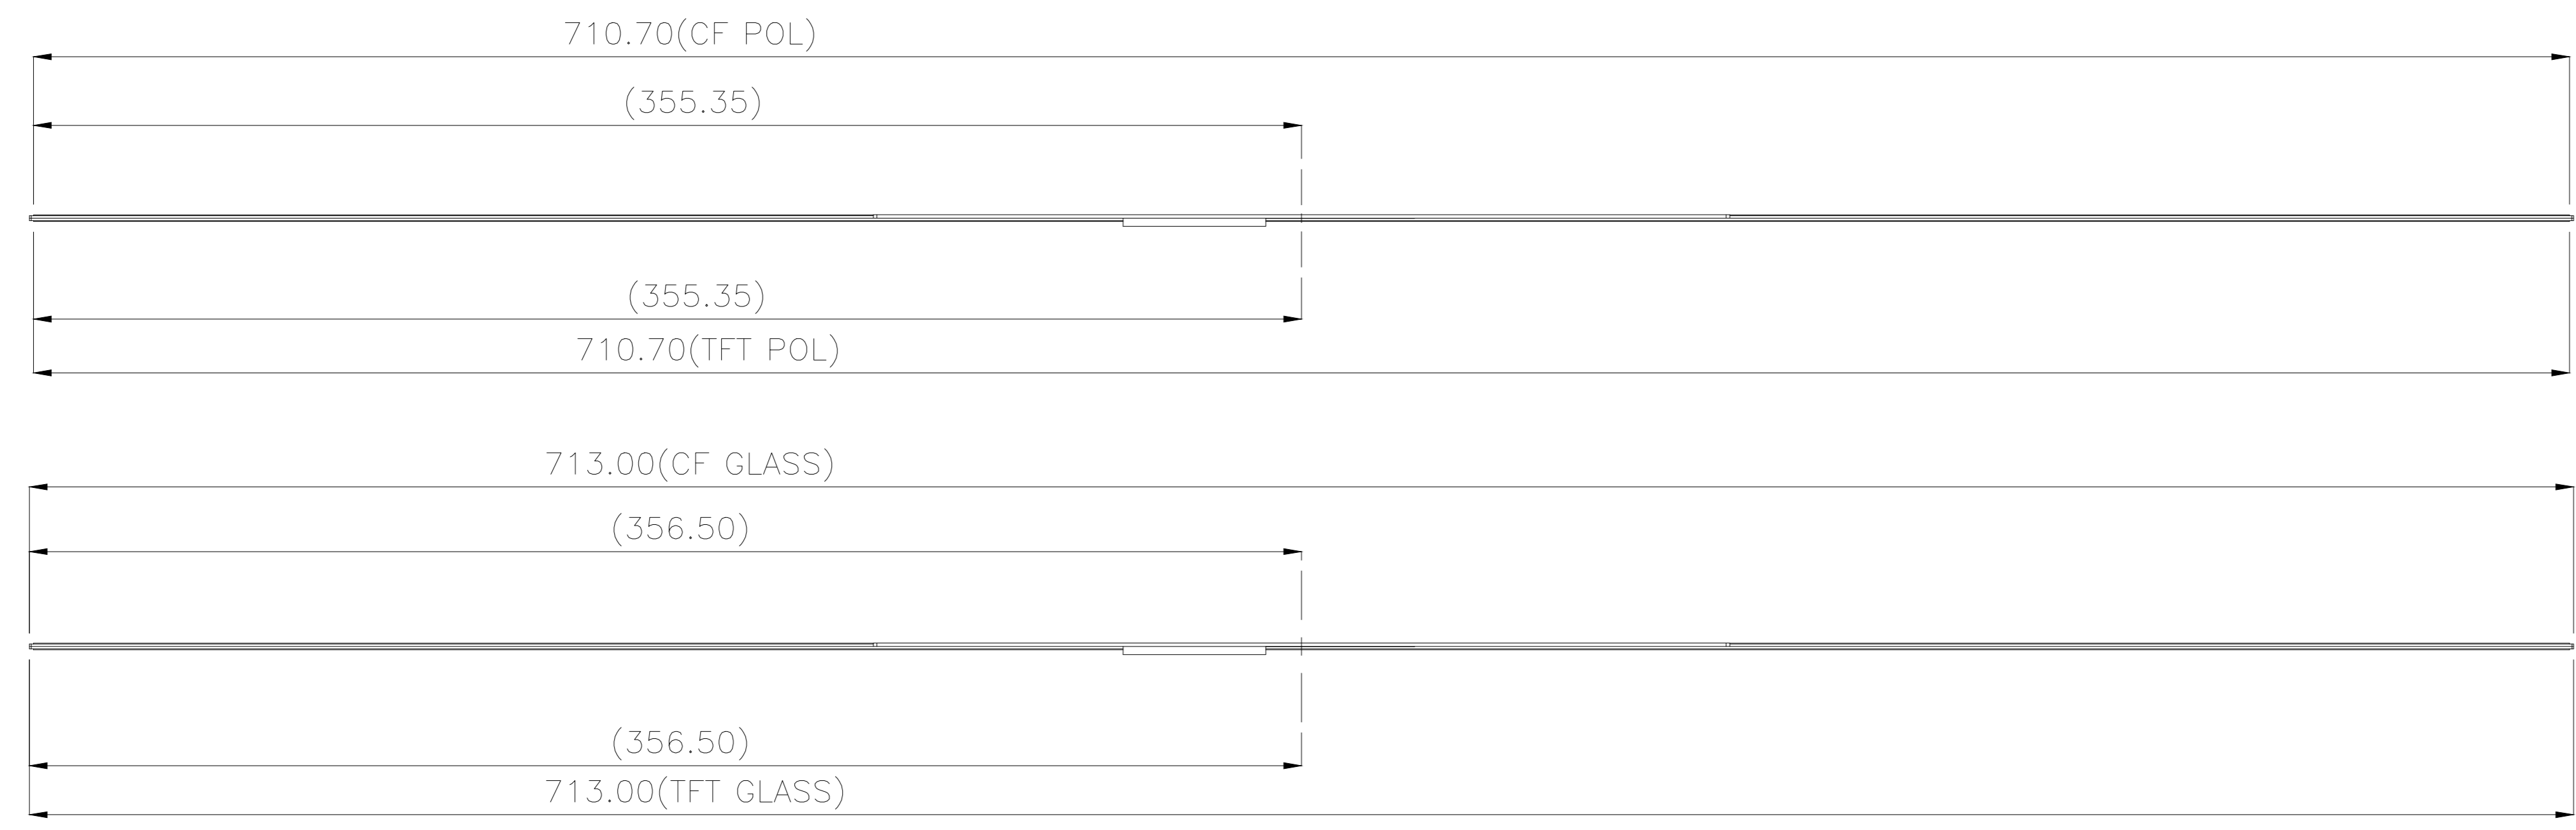 710.70(CF POL)
(355.35)
(355.35)
710.70(TFT POL)
713.00(CF GLASS)
(356.50)
(356.50)
713.00(TFT GLASS)